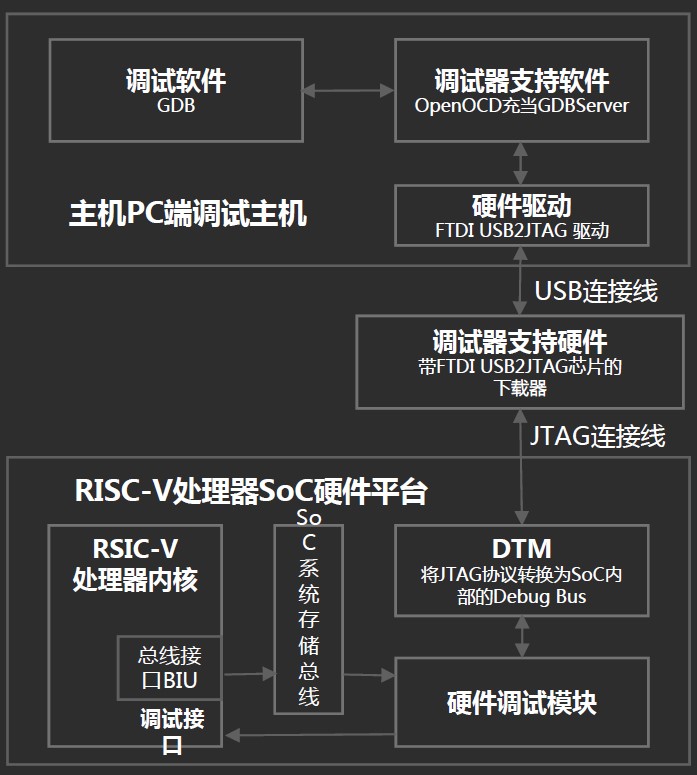 调试软件
GDB
调试器支持软件
OpenOCD充当GDBServer
主机PC端调试主机
硬件驱动
FTDI USB2JTAG 驱动
USB连接线
调试器支持硬件
带FTDI USB2JTAG芯片的
下载器
JTAG连接线
RISC-V处理器SoC硬件平台
RSIC-V
处理器内核
总线接
口BIU
调试接
口
So
C
系
统
存
储
总
线
DTM
将JTAG协议转换为SoC内
部的Debug Bus
硬件调试模块